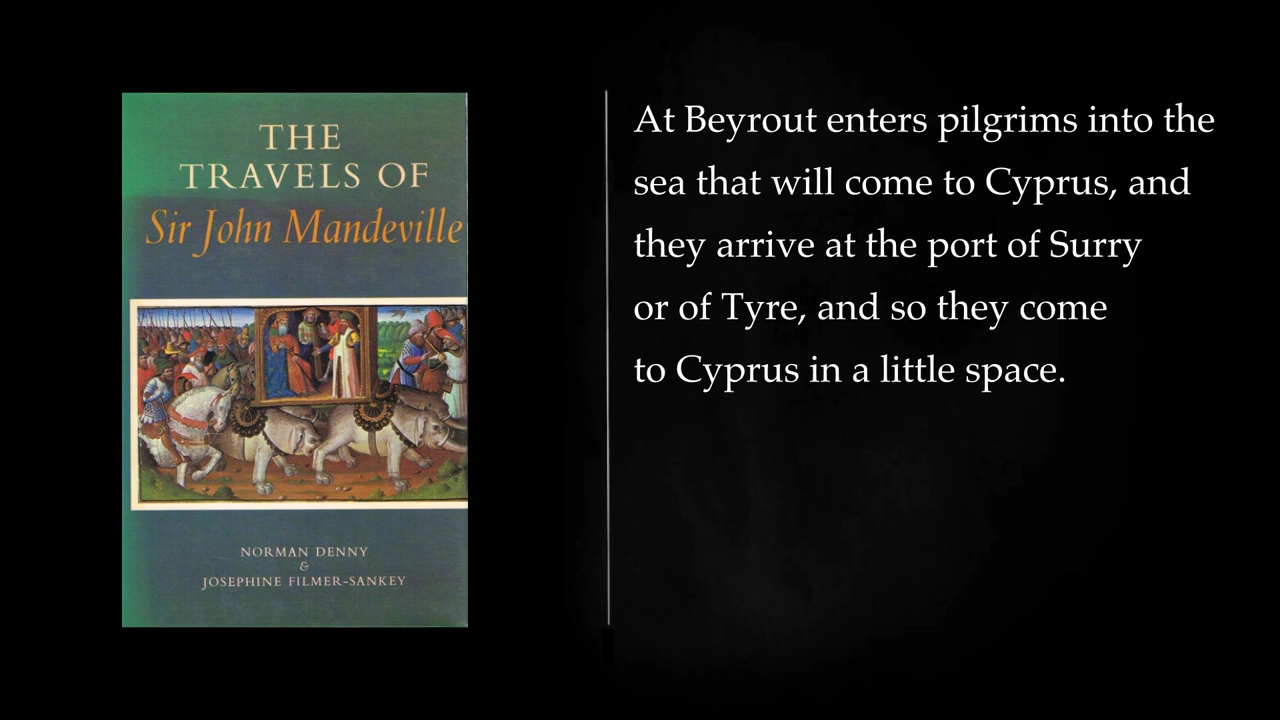 THE
TRAVELS OF
Sir John Mandeville
NORMAN DENNY
&
JOSEPHINE FILMER-SANKEY
At Beyrout enters pilgrims into the
sea that will come to Cyprus, and
they arrive at the port of Surry
or of Tyre, and so they come
to Cyprus in a little space.